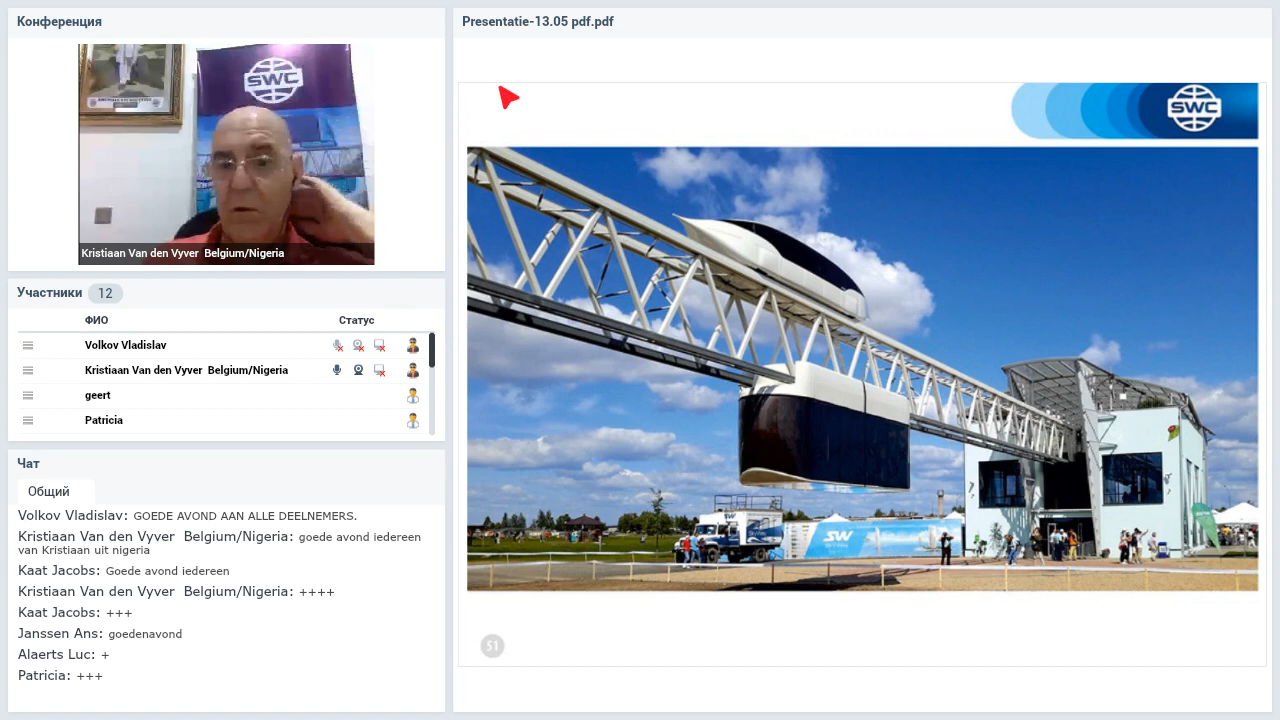 Конференция
SWC
Kristiaan Van den Vyver  Belgium/Nigeria
Участники 12
ФИО Статус
Volkov Vladislav
Kristiaan Van den Vyver  Belgium/Nigeria
geert
Patricia
Чат
Общий
Volkov Vladislav: GOEDE AVOND AAN ALLE DEELNEMERS.
Kristiaan Van den Vyver  Belgium/Nigeria: goede avond iedereen
van Kristiaan uit nigeria
Kaat Jacobs: Goede avond iedereen
Kristiaan Van den Vyver  Belgium/Nigeria: ++++
Kaat Jacobs: +++
Janssen Ans: goedenavond
Alaerts Luc: +
Patricia: +++
Presentatie-13.05 pdf.pdf
SWC
SW
SW
51